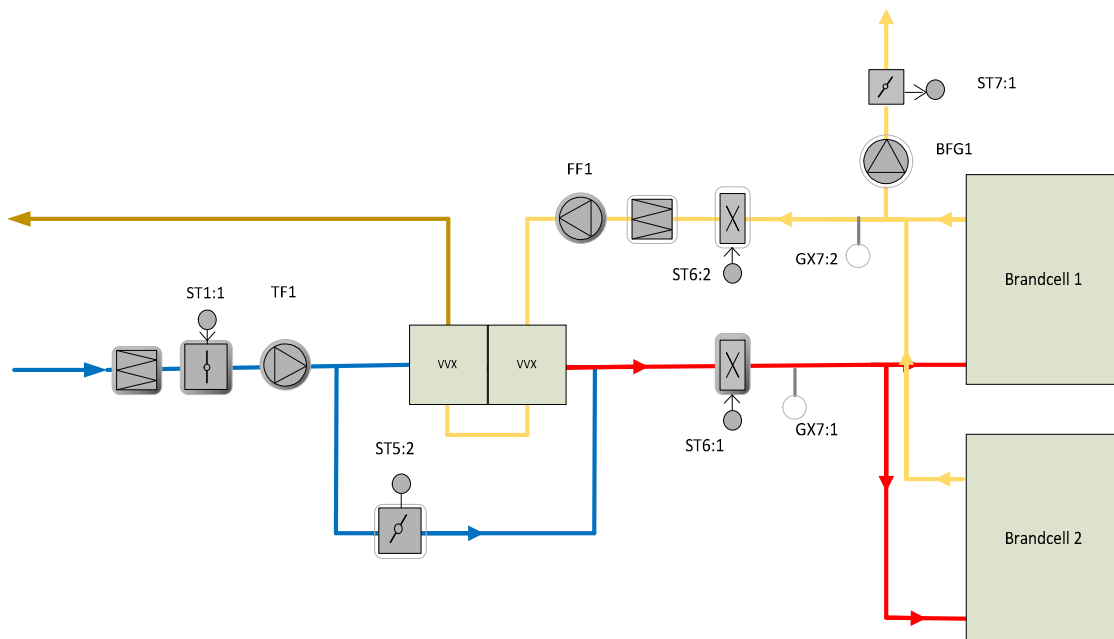 ST7:1
BFG1
FF1
ST6:2
GX7:2
Brandcell 1
ST1:1
TF1
VVX
VVX
ST6:1
GX7:1
ST5:2
Brandcell 2